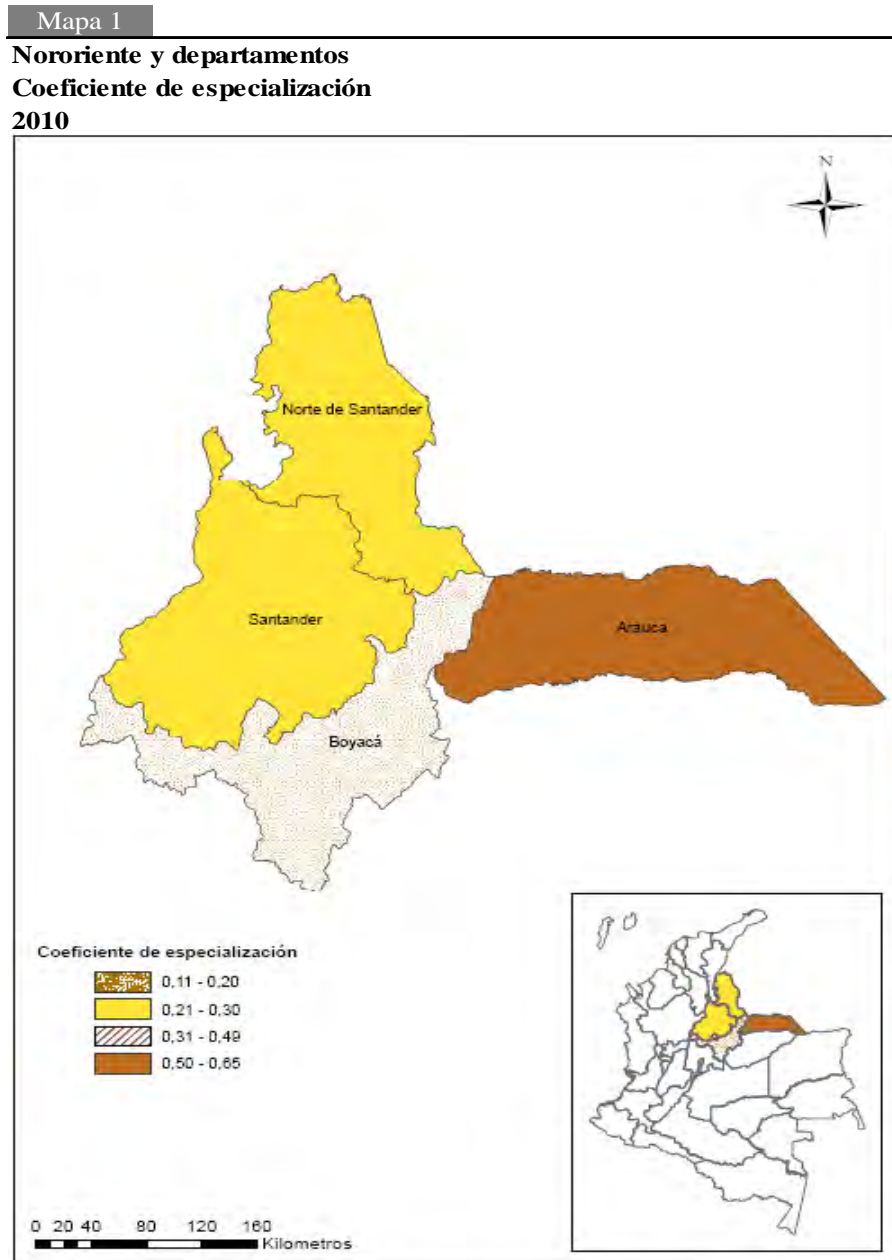 Mapa 1
Nororiente y departamentos
Coeficiente de especialización
2010
N
Norte de Santander
Santander
Arauca
Boyacá
Coeficiente de especialización
0,11 - 0,20
0,21 - 0,30
0,31 - 0,49
0,50 - 0,65
0 20 40 80 120 160
Kilometros